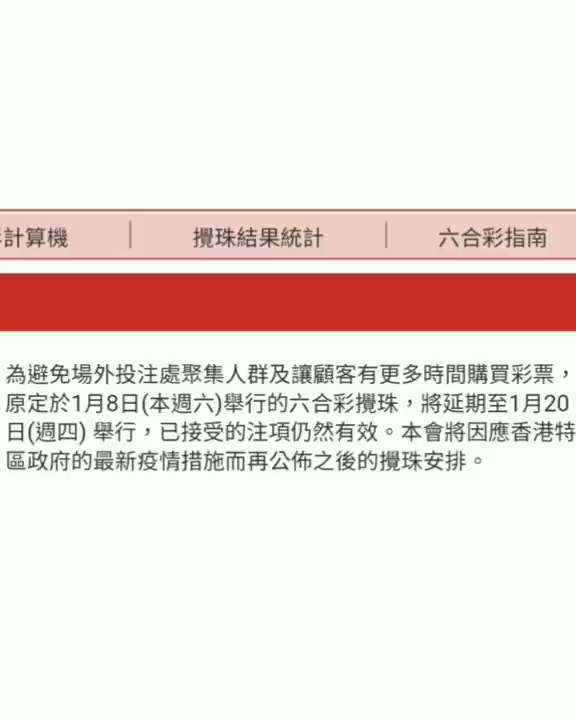 計算機 | 攪珠結果統計 | 六合彩指南
為避免場外投注處聚集人群及讓顧客有更多時間購買彩票，
原定於1月8日(本週六)舉行的六合彩攪珠，將延期至1月20
日(週四) 舉行，已接受的注項仍然有效。本會將因應香港特
區政府的最新疫情措施而再公佈之後的攪珠安排。